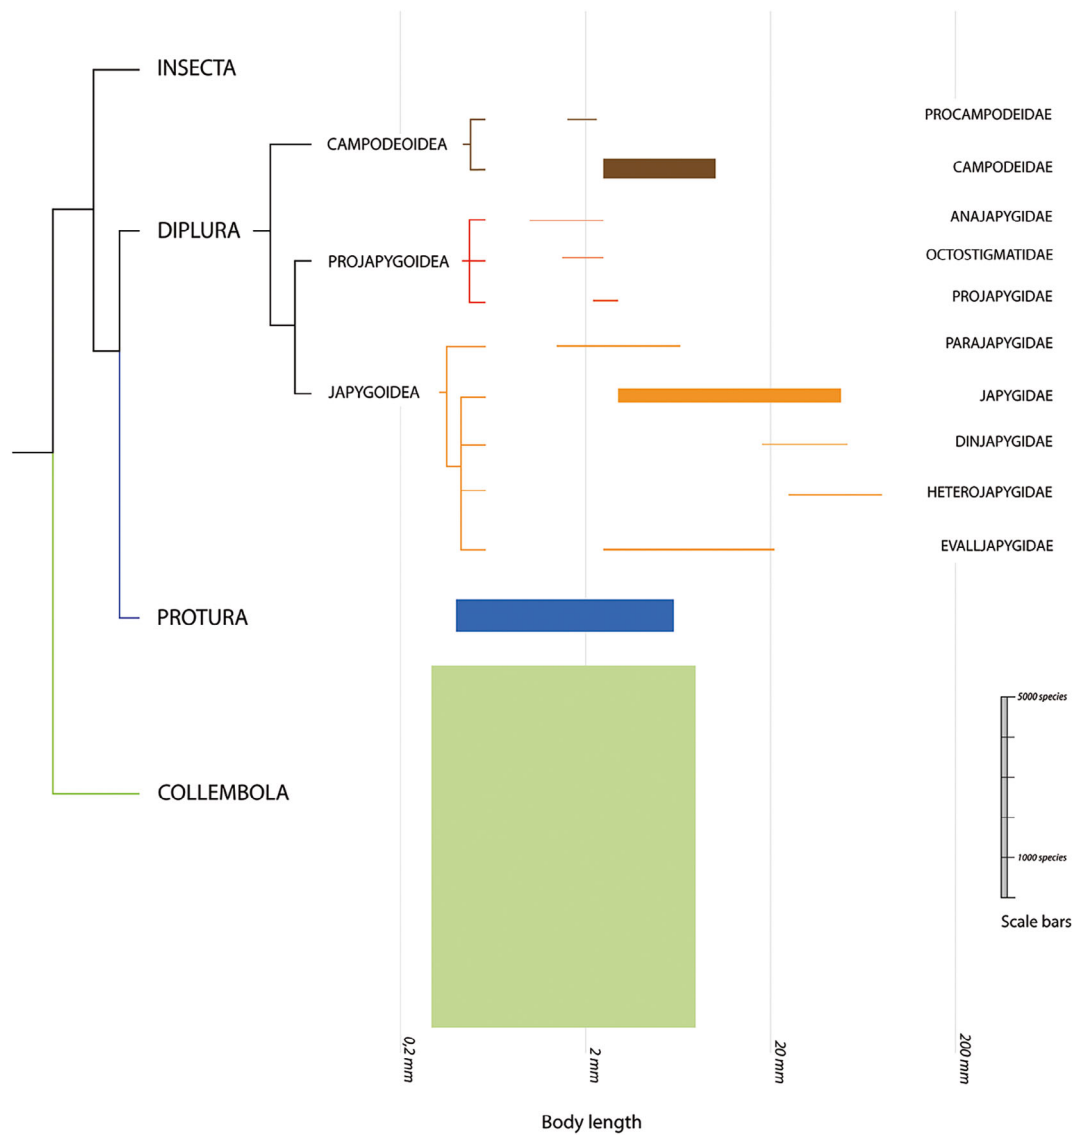 INSECTA
PROCAMPODEIDAE
CAMPODEOIDEA
CAMPODEIDAE
ANAJAPYGIDAE
DIPLURA
OCTOSTIGMATIDAE
PROJAPYGOIDEA
PROJAPYGIDAE
PARAJAPYGIDAE
JAPYGOIDEA
JAPYGIDAE
DINJAPYGIDAE
HETEROJAPYGIDAE
EVALLJAPYGIDAE
PROTURA
5000 species
COLLEMBOLA
1000 species
Scale bars
0,2 mm
2 mm
20 mm
200 mm
Body length